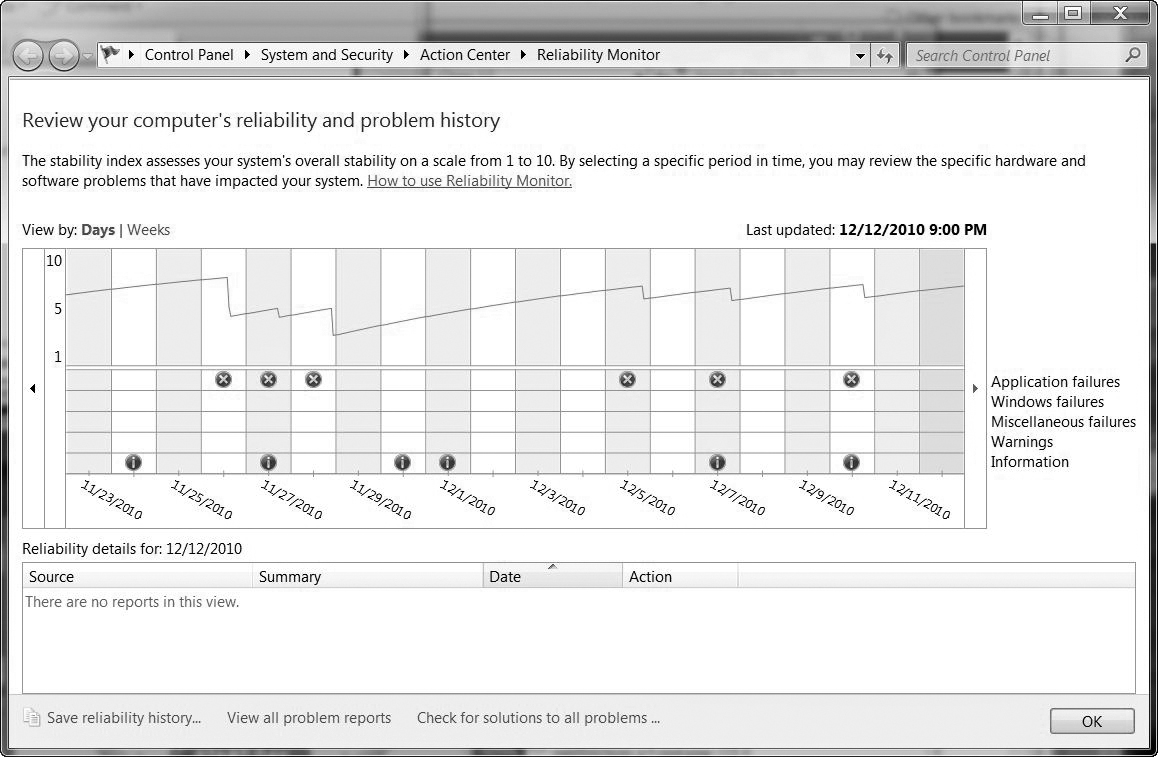 Control Panel System and Security Action Center Reliability Monitor Search Control Panel
Review your computer's reliability and problem history
The stability index assesses your system's overall stability on a scale from 1 to 10. By selecting a specific period in time, you may review the specific hardware and
software problems that have impacted your system. How to use Reliability Monitor.
View by: Days | Weeks Last updated: 12/12/2010 9:00 PM
10
5
1
Application failures
Windows failures
Miscellaneous failures
Warnings
Information
11/23/2010 11/25/2010 11/27/2010 11/29/2010 12/1/2010 12/3/2010 12/5/2010 12/7/2010 12/9/2010 12/11/2010
Reliability details for: 12/12/2010
Source Summary Date Action
There are no reports in this view.
Save reliability history... View all problem reports Check for solutions to all problems ... OK